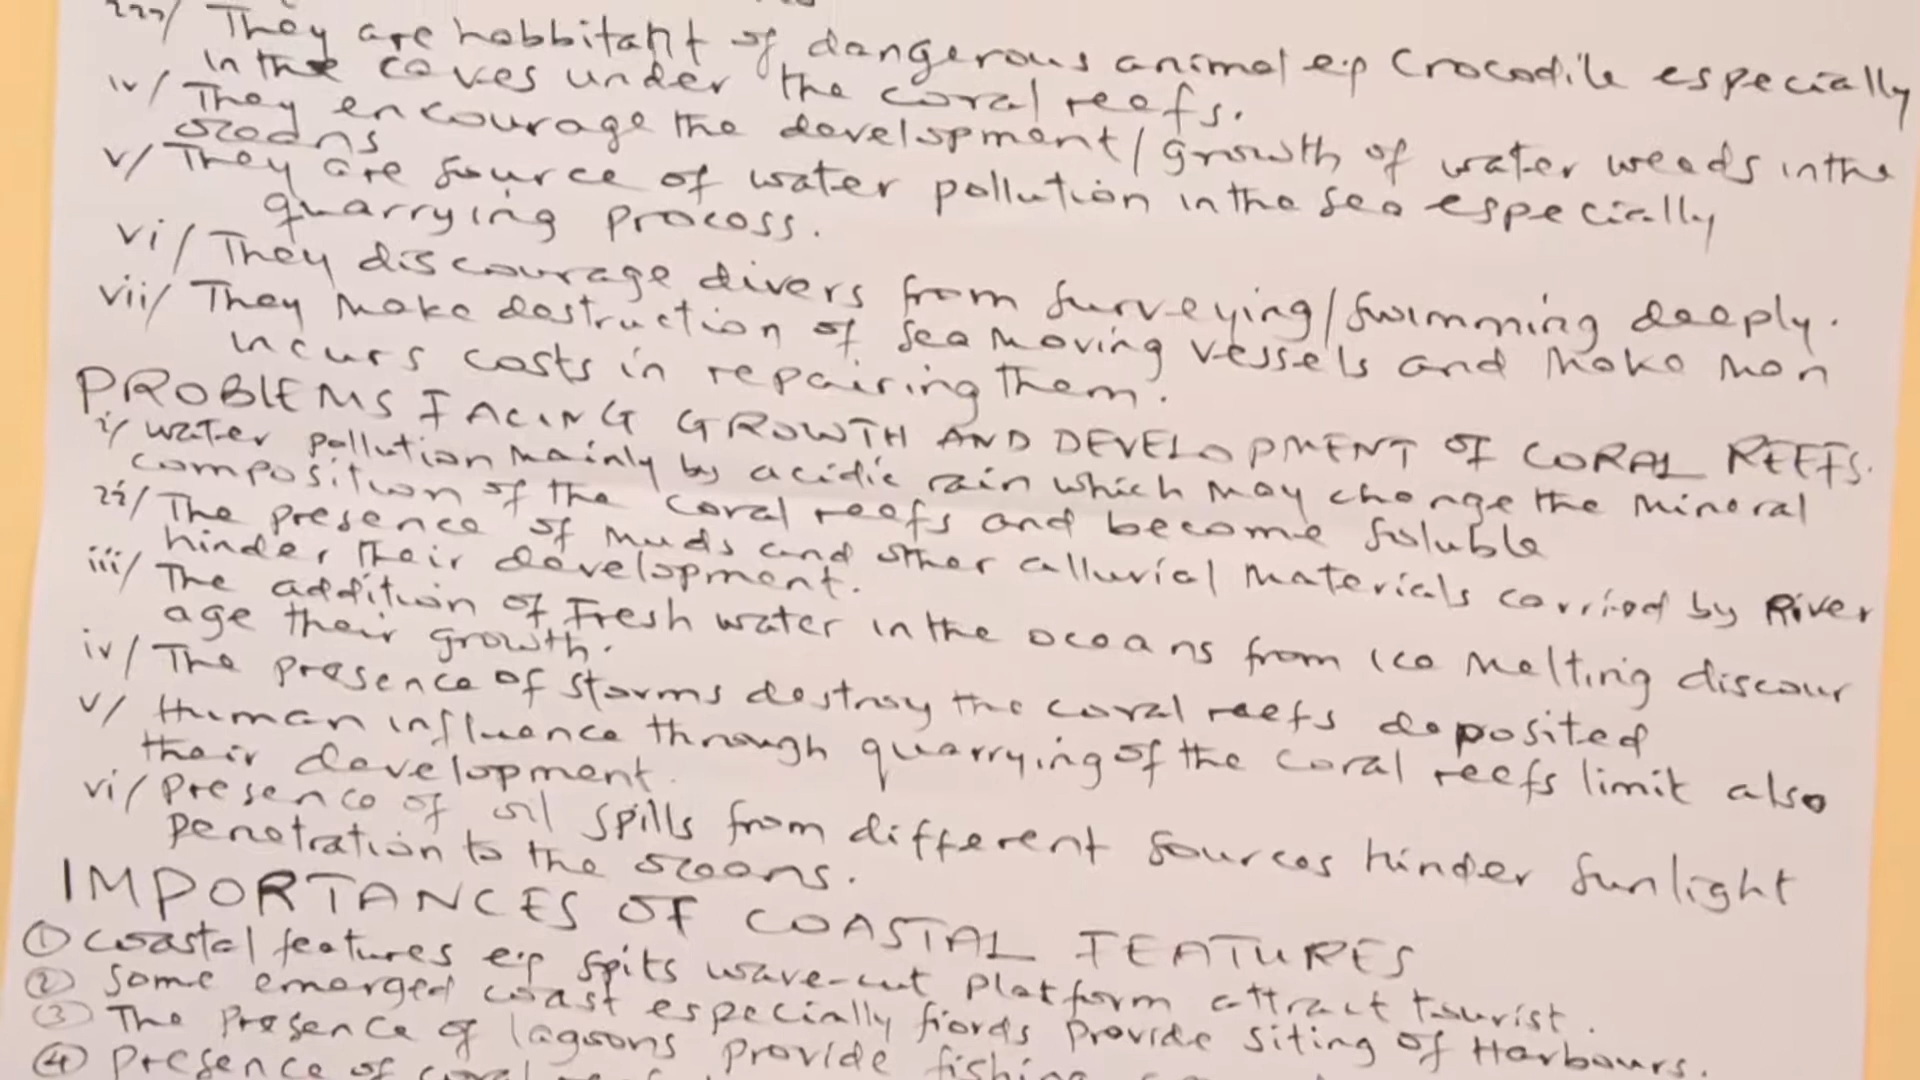 iii/ They are habbitant of dangerous animal e.g Crocodile especially
in the caves under the coral reefs.
iv/ They encourage the development/growth of water weeds in the
oceans
v/ They are source of water pollution in the sea especially
quarrying process.
vi/ They discourage divers from surveying/swimming deeply.
vii/ They make destruction of sea moving vessels and make man
incurs costs in repairing them.
PROBLEMS FACING GROWTH AND DEVELOPMENT OF CORAL REEFS.
i/ water pollution mainly by acidic rain which may change the mineral
composition of the coral reefs and become soluble
ii/ The presence of muds and other alluvial materials carried by River
hinder their development.
iii/ The addition of Fresh water in the oceans from ice melting discour
age their growth.
iv/ The presence of storms destroy the coral reefs deposited
v/ Human influence through quarrying of the coral reefs limit also
their development.
vi/ Presence of oil spills from different sources hinder sunlight
penetration to the oceans.
IMPORTANCES OF COASTAL FEATURES
① coastal features e.g spits wave-cut platform attract tourist.
② some emerged coast especially fiords provide siting of Harbours.
③ The presence of lagoons provide fishing
④ presence of coral